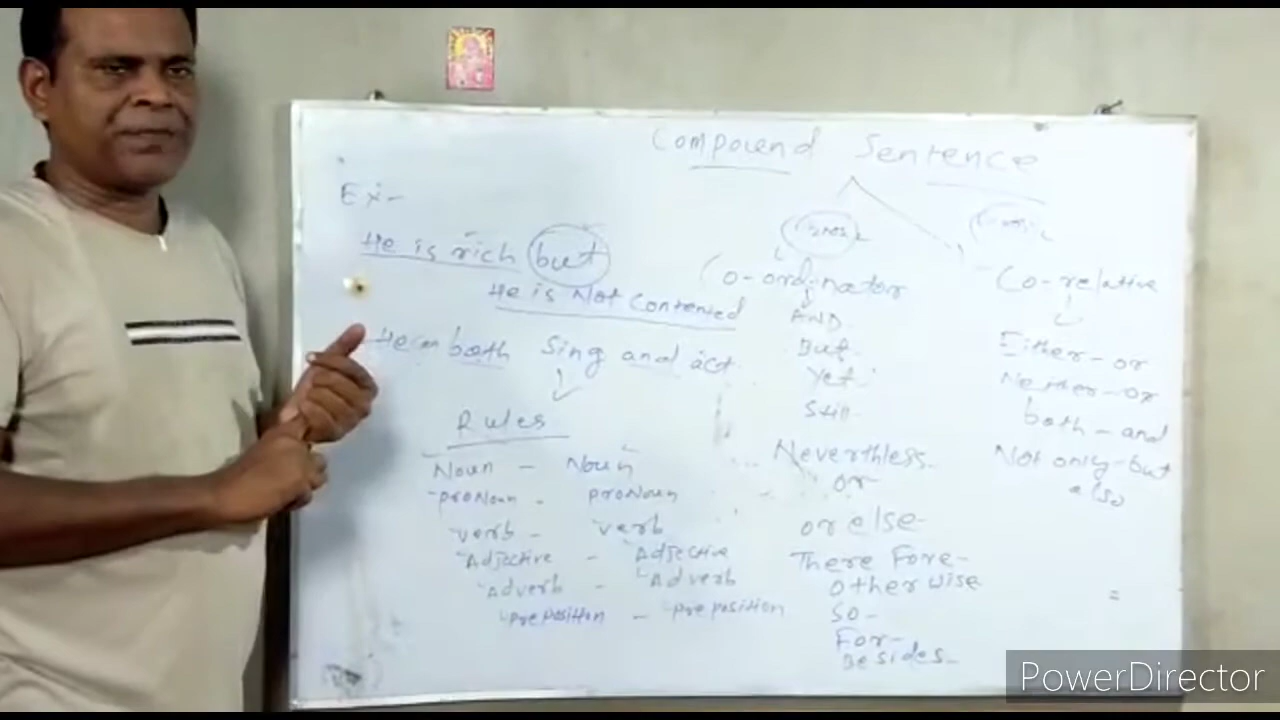 Compound Sentence
Ex-
He is rich but
He is Not Contented
He can both Sing and act
Rules
Noun - Noun
proNoun - proNoun
verb - verb
Adjective - Adjective
Adverb - Adverb
preposition - preposition
Co-ordinator
AND
But
Yet
Still
Neverthless
or
or else
There Fore
otherwise
So
For
Besides
Co-relative
Either-or
Neither-or
both-and
Not only-but
also
=
PowerDirector